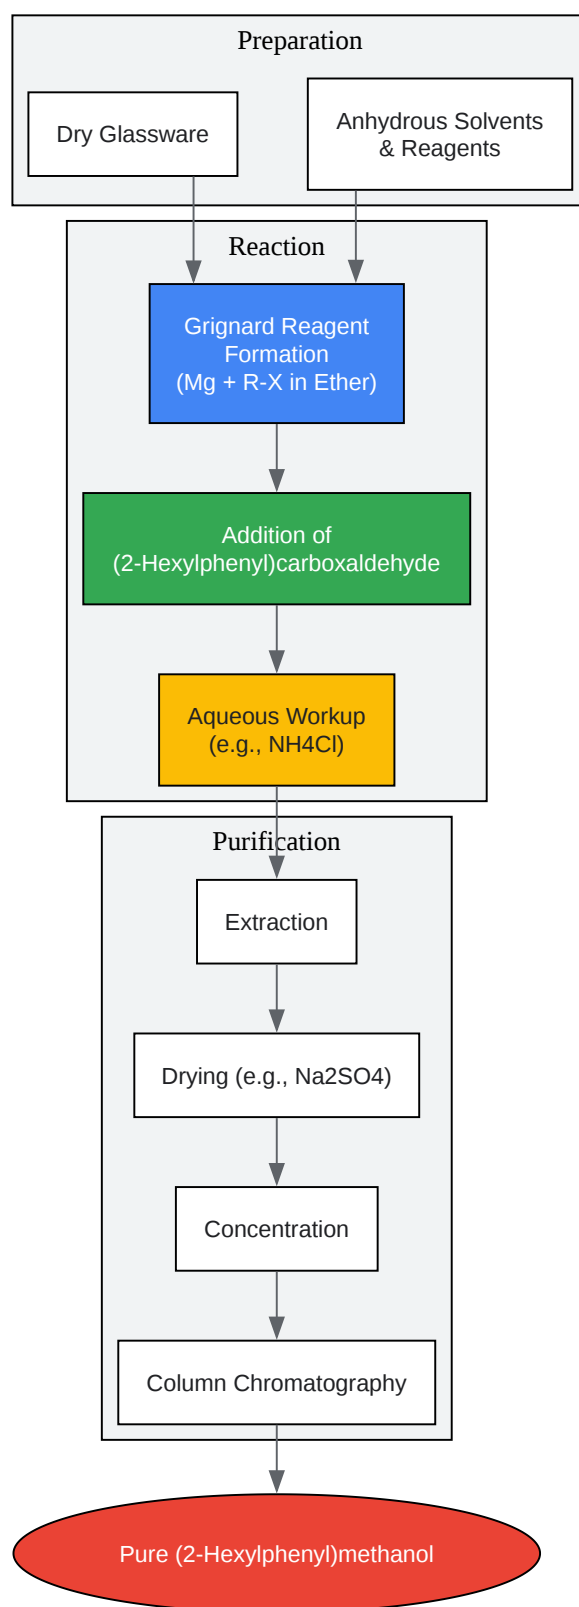 Preparation
Dry Glassware
Anhydrous Solvents
& Reagents
Reaction
Grignard Reagent
Formation
(Mg + R-X in Ether)
Addition of
(2-Hexylphenyl)carboxaldehyde
Aqueous Workup
(e.g., NH4Cl)
Purification
Extraction
Drying (e.g., Na2SO4)
Concentration
Column Chromatography
Pure (2-Hexylphenyl)methanol